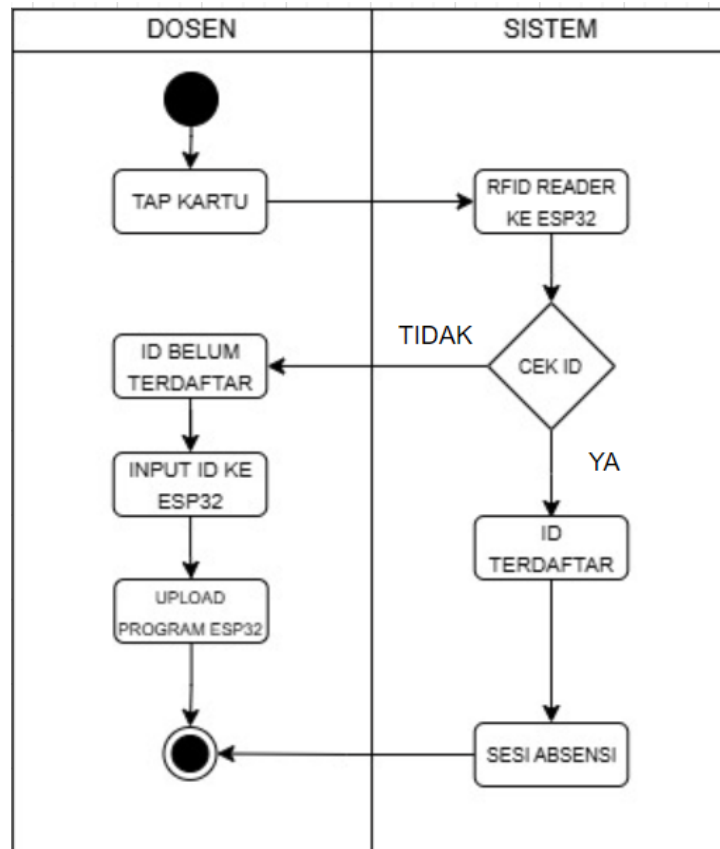 DOSEN
SISTEM
TAP KARTU
RFID READER
KE ESP32
TIDAK
CEK ID
ID BELUM
TERDAFTAR
YA
INPUT ID KE
ESP32
ID
TERDAFTAR
UPLOAD
PROGRAM ESP32
SESI ABSENSI